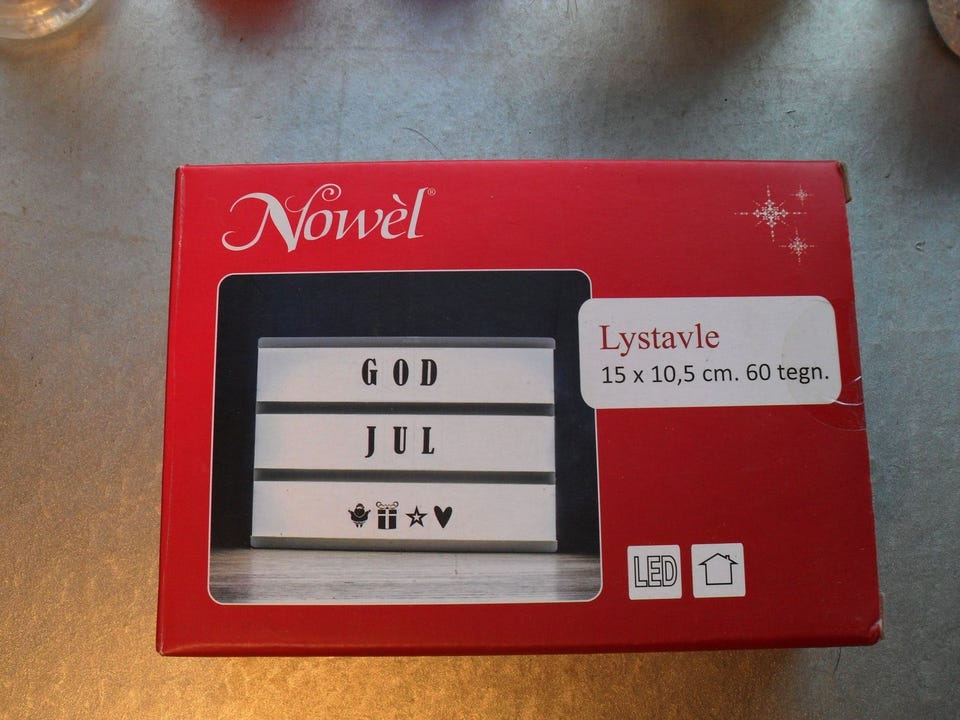 Nowèl®
Lystavle
15 x 10,5 cm. 60 tegn.
GOD
JUL
LED